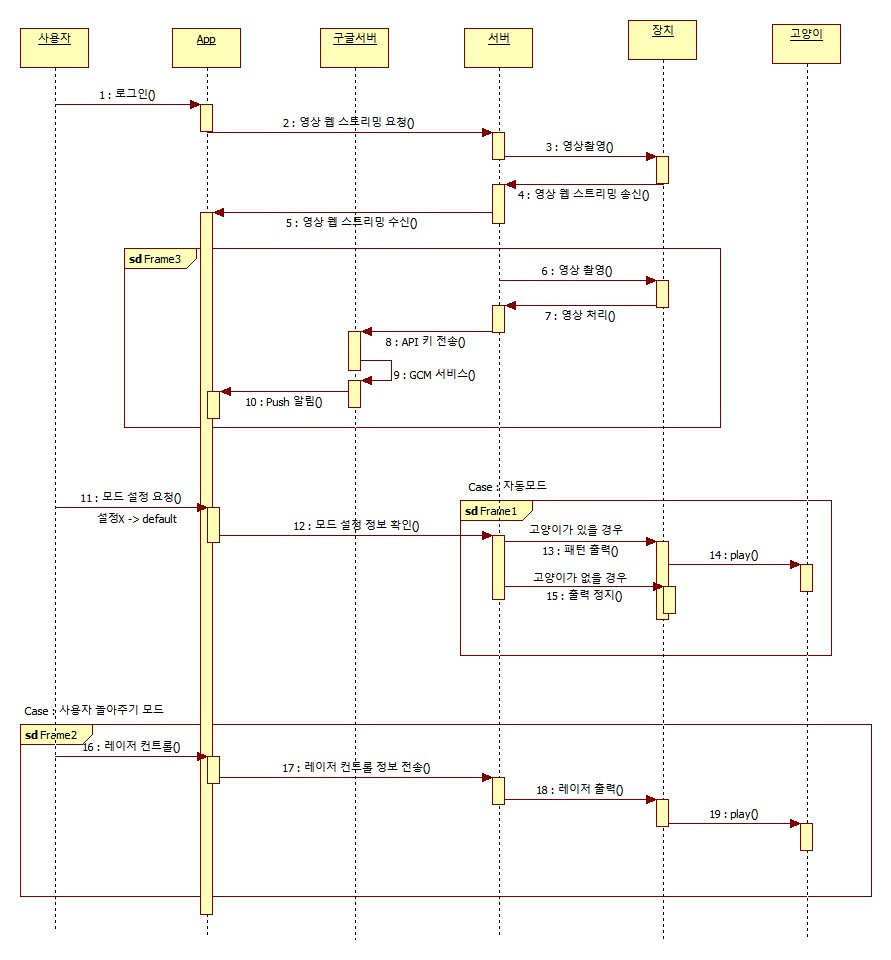 사용자
App
구글서버
서버
장치
고양이
1 : 로그인()
2 : 영상 웹 스트리밍 요청()
3 : 영상촬영()
4 : 영상 웹 스트리밍 송신()
5 : 영상 웹 스트리밍 수신()
sd Frame3
6 : 영상 촬영()
7 : 영상 처리()
8 : API 키 전송()
9 : GCM 서비스()
10 : Push 알림()
Case : 자동모드
11 : 모드 설정 요청()
설정X -> default
sd Frame1
12 : 모드 설정 정보 확인()
고양이가 있을 경우
13 : 패턴 출력()
14 : play()
고양이가 없을 경우
15 : 출력 정지()
Case : 사용자 놀아주기 모드
sd Frame2
16 : 레이저 컨트롤()
17 : 레이저 컨트롤 정보 전송()
18 : 레이저 출력()
19 : play()